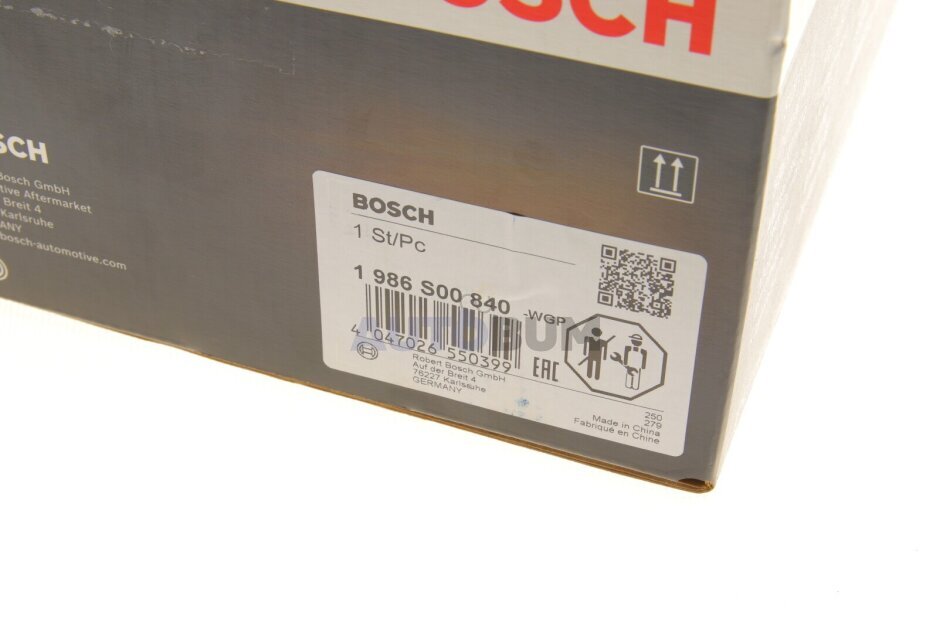 BOSCH
OSCH
Bosch GmbH
tive Aftermarket
Breit 4
Karlsruhe
ANY
bosch-automotive.com
BOSCH
1 St/Pc
1 986 S00 840 -WGP
AUTOBUM
4 047026 550399
EAC
Robert Bosch GmbH
Auf der Breit 4
76227 Karlsruhe
GERMANY
250
279
Made in China
Fabriqué en Chine